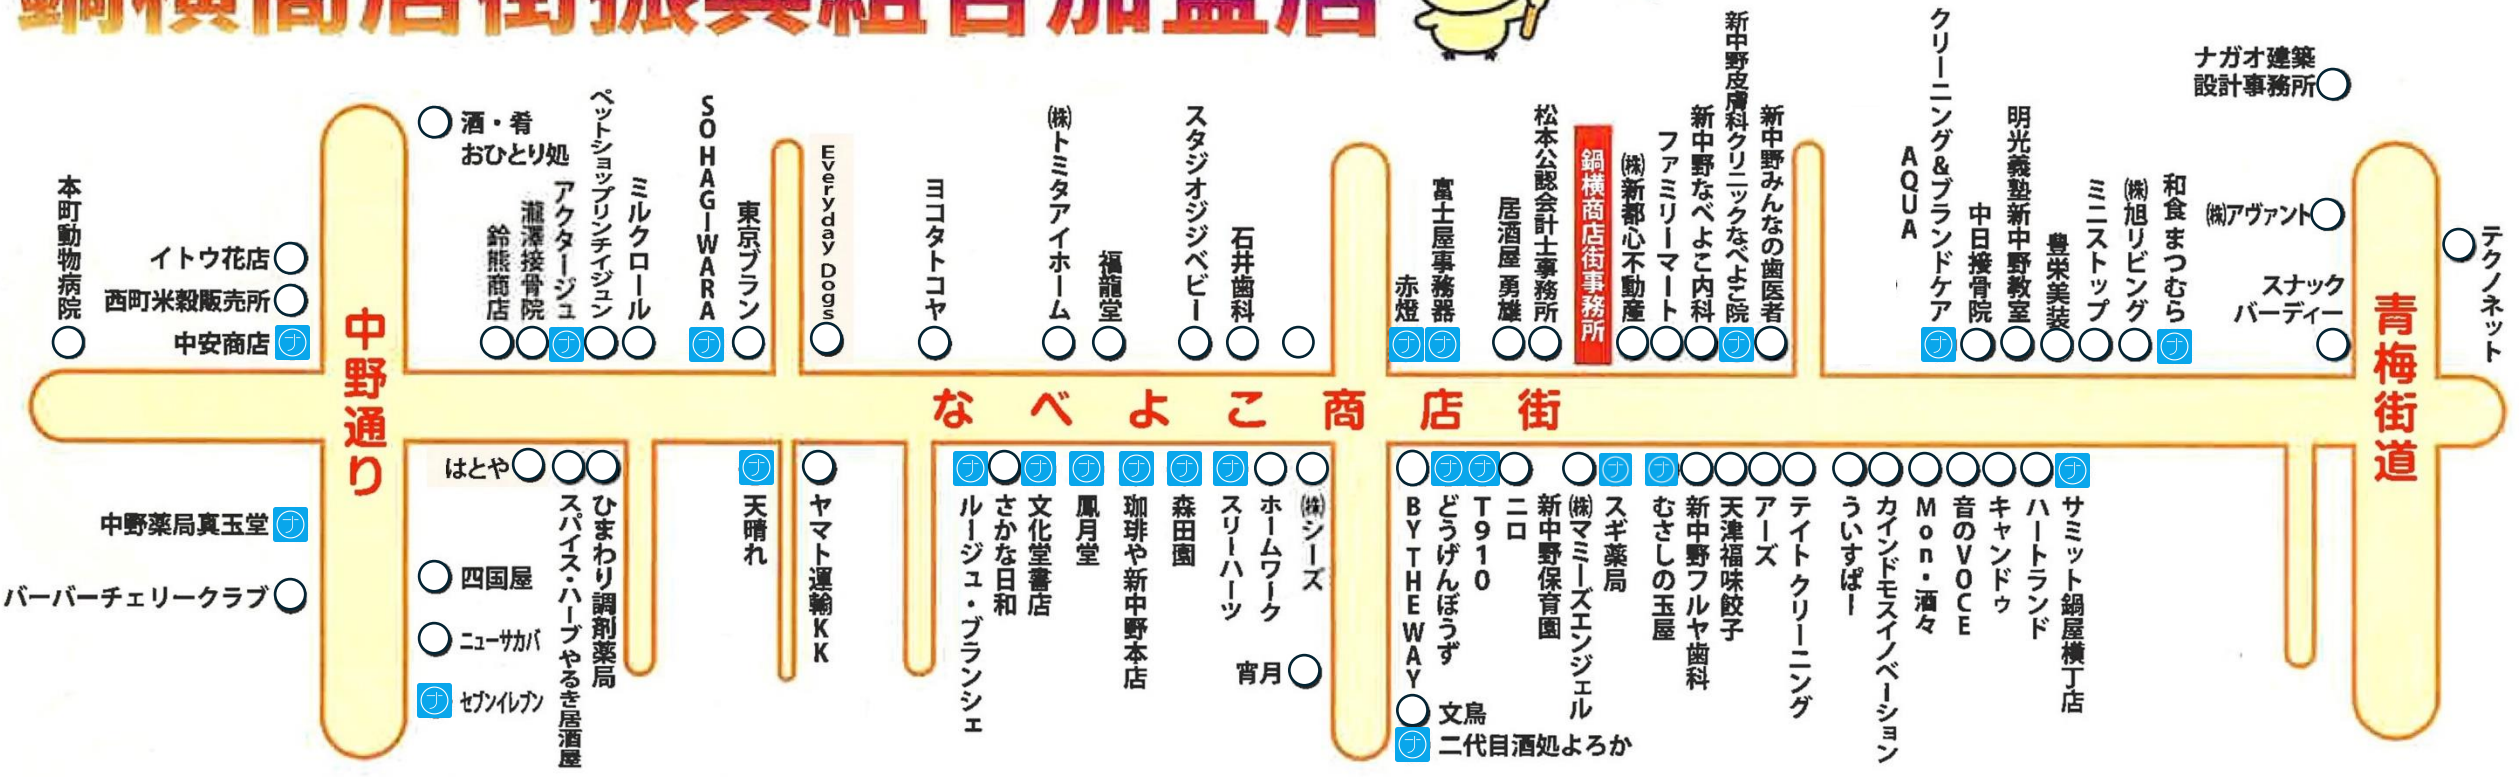 鍋横商店街振興組合加盟店
本町動物病院
イトウ花店
西町米穀販売所
中安商店
ナ
中野通り
酒・肴
おひとり処
鈴熊商店
瀧澤接骨院
アクタージュ
ナ
ペットショッププリンチイジュン
ミルクロール
SOHAGIWARA
ナ
東京ブラン
Everyday Dogs
ヨコタトコヤ
㈱トミタアイホーム
福龍堂
スタジオジジベビー
石井歯科
赤燈
ナ
富士屋事務器
ナ
居酒屋 勇雄
松本公認会計士事務所
鍋横商店街事務所
㈱新都心不動産
ファミリーマート
新中野なべよこ内科
新中野皮膚科クリニックなべよこ院
ナ
新中野みんなの歯医者
AQUA
クリーニング&ブランドケア
ナ
中日接骨院
明光義塾新中野教室
豊栄美装
ミニストップ
㈱旭リビング
和食 まつむら
ナ
ナガオ建築
設計事務所
㈱アヴァント
スナック
バーディー
青梅街道
テクノネット
なべよこ商店街
中野薬局真玉堂
ナ
バーバーチェリークラブ
はとや
四国屋
ニューサカバ
ナ
セブンイレブン
スパイス・ハーブ やるき居酒屋
ひまわり調剤薬局
ナ
天晴れ
ヤマト運輸KK
ナ
ルージュ・ブランシェ
さかな日和
ナ
文化堂書店
ナ
鳳月堂
ナ
珈琲や新中野本店
ナ
森田園
ナ
スリーハーツ
ホームワーク
㈱シーズ
宵月
BY THE WAY
ナ
どうげんぼうず
ナ
T910
ニロ
新中野保育園
㈱マミーズエンジェル
ナ
スギ薬局
ナ
むさしの玉屋
新中野フルヤ歯科
天津福味餃子
アーズ
テイト クリーニング
ういすぱー
カインドモスイノベーション
Mon・酒々
音のVOCE
キャンドゥ
ハートランド
ナ
サミット鍋屋横丁店
文鳥
ナ
二代目酒処よろか